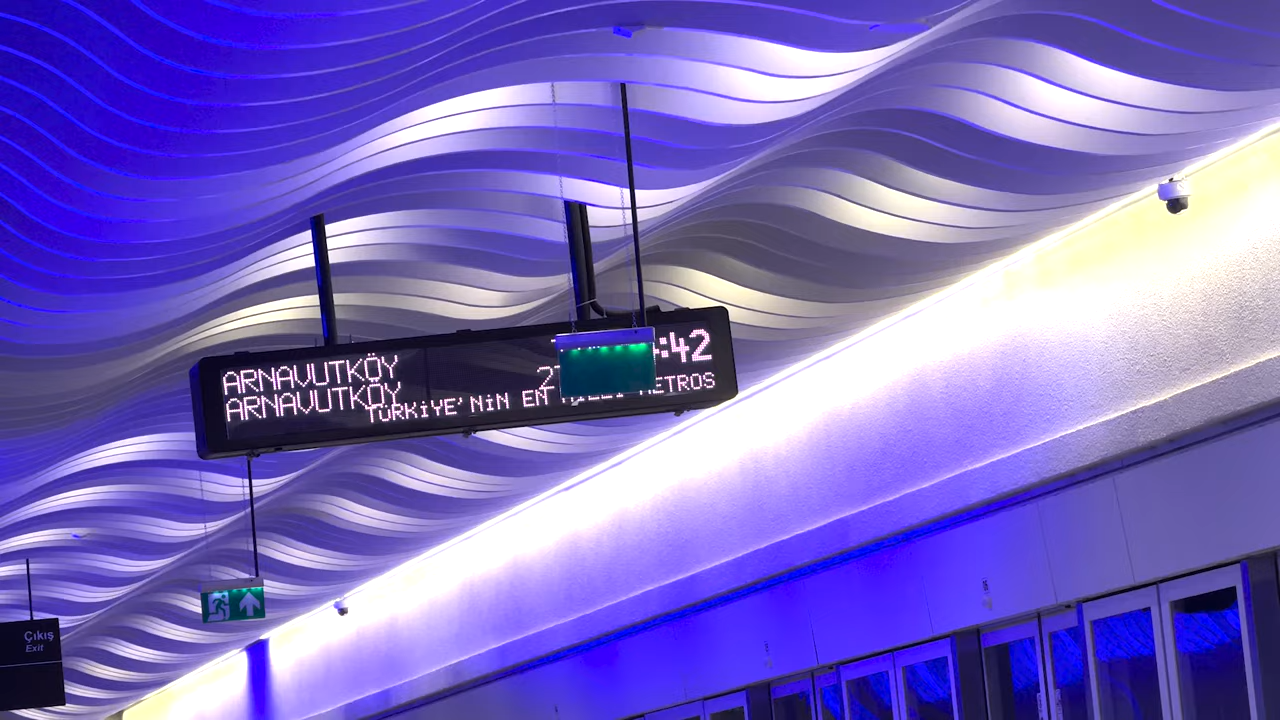 :42
ARNAVUTKÖY
ARNAVUTKÖY
TÜRKİYE'NİN EN METROS
Çıkış
Exit